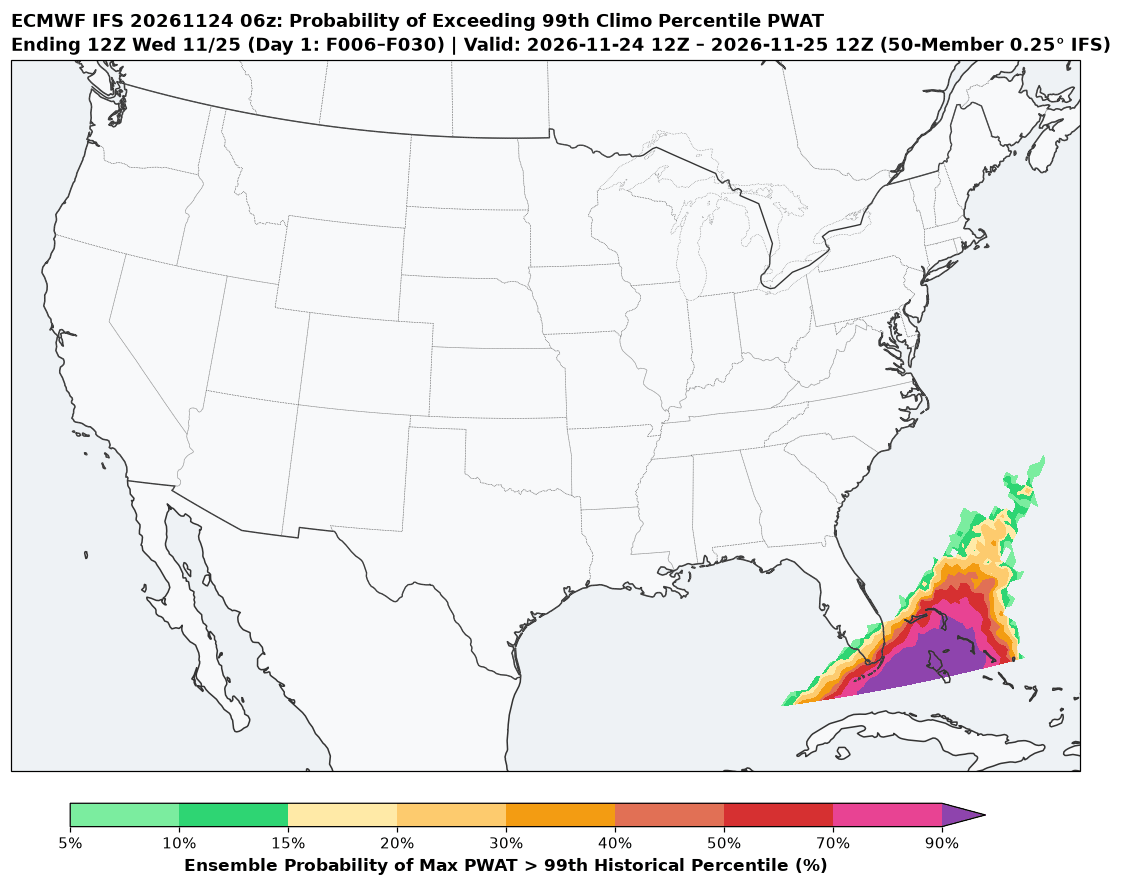 ECMWF IFS 20261124 06z: Probability of Exceeding 99th Climo Percentile PWAT
Ending 12Z Wed 11/25 (Day 1: F006–F030) | Valid: 2026-11-24 12Z – 2026-11-25 12Z (50-Member 0.25° IFS)
5% 10% 15% 20% 30% 40% 50% 70% 90%
Ensemble Probability of Max PWAT > 99th Historical Percentile (%)